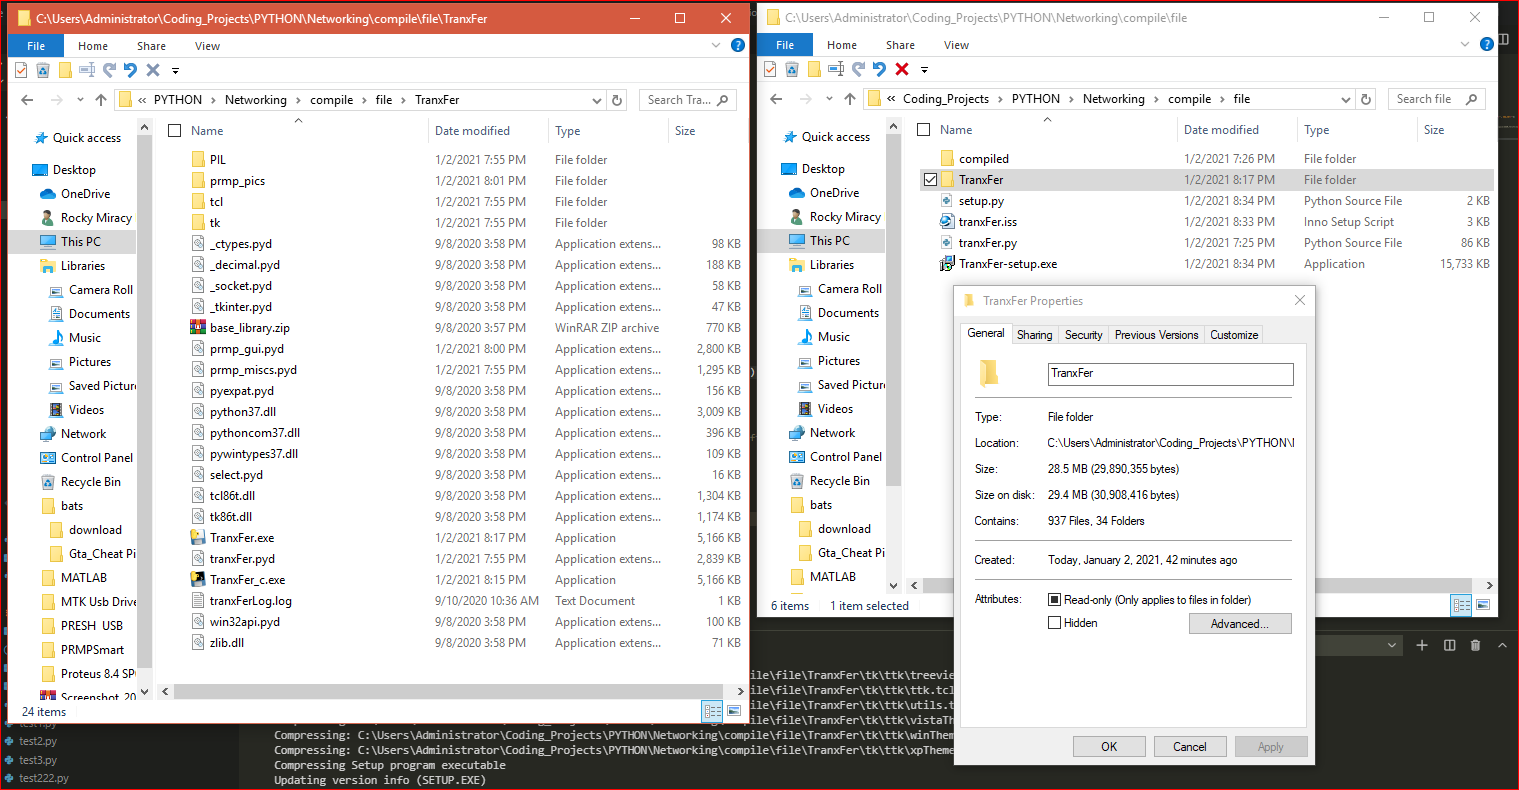 C:\Users\Administrator\Coding_Projects\PYTHON\Networking\compile\file\TranxFer
File Home Share View
« PYTHON > Networking > compile > file > TranxFer
Search Tra...
Quick access
Desktop
OneDrive
Rocky Miracy
This PC
Libraries
Camera Roll
Documents
Music
Pictures
Saved Picture
Videos
Network
Control Panel
Recycle Bin
bats
download
Gta_Cheat Pi
MATLAB
MTK Usb Drive
PRESH USB
PRMPSmart
Proteus 8.4 SP
Screenshot_20
Name Date modified Type Size
PIL 1/2/2021 7:55 PM File folder
prmp_pics 1/2/2021 8:01 PM File folder
tcl 1/2/2021 7:55 PM File folder
tk 1/2/2021 7:55 PM File folder
_ctypes.pyd 9/8/2020 3:58 PM Application extens... 98 KB
_decimal.pyd 9/8/2020 3:58 PM Application extens... 188 KB
_socket.pyd 9/8/2020 3:58 PM Application extens... 58 KB
_tkinter.pyd 9/8/2020 3:58 PM Application extens... 47 KB
base_library.zip 9/8/2020 3:57 PM WinRAR ZIP archive 770 KB
prmp_gui.pyd 1/2/2021 8:00 PM Application extens... 2,800 KB
prmp_miscs.pyd 1/2/2021 7:55 PM Application extens... 1,295 KB
pyexpat.pyd 9/8/2020 3:58 PM Application extens... 156 KB
python37.dll 9/8/2020 3:58 PM Application extens... 3,009 KB
pythoncom37.dll 9/8/2020 3:58 PM Application extens... 396 KB
pywintypes37.dll 9/8/2020 3:58 PM Application extens... 109 KB
select.pyd 9/8/2020 3:58 PM Application extens... 16 KB
tcl86t.dll 9/8/2020 3:58 PM Application extens... 1,304 KB
tk86t.dll 9/8/2020 3:58 PM Application extens... 1,174 KB
TranxFer.exe 1/2/2021 8:17 PM Application 5,166 KB
tranxFer.pyd 1/2/2021 7:55 PM Application extens... 2,839 KB
TranxFer_c.exe 1/2/2021 8:15 PM Application 5,166 KB
tranxFerLog.log 9/10/2020 10:36 AM Text Document 1 KB
win32api.pyd 9/8/2020 3:58 PM Application extens... 100 KB
zlib.dll 9/8/2020 3:58 PM Application extens... 71 KB
24 items
C:\Users\Administrator\Coding_Projects\PYTHON\Networking\compile\file
File Home Share View
« Coding_Projects > PYTHON > Networking > compile > file
Search file
Quick access
Desktop
OneDrive
Rocky Miracy
This PC
Libraries
Camera Roll
Documents
Music
Pictures
Saved Picture
Videos
Network
Control Panel
Recycle Bin
bats
download
Gta_Cheat Pi
MATLAB
Name Date modified Type Size
compiled 1/2/2021 7:26 PM File folder
TranxFer 1/2/2021 8:17 PM File folder
setup.py 1/2/2021 8:34 PM Python Source File 2 KB
tranxFer.iss 1/2/2021 8:33 PM Inno Setup Script 3 KB
tranxFer.py 1/2/2021 7:25 PM Python Source File 86 KB
TranxFer-setup.exe 1/2/2021 8:34 PM Application 15,733 KB
6 items 1 item selected
TranxFer Properties
General Sharing Security Previous Versions Customize
TranxFer
Type: File folder
Location: C:\Users\Administrator\Coding_Projects\PYTHON\
Size: 28.5 MB (29,890,355 bytes)
Size on disk: 29.4 MB (30,908,416 bytes)
Contains: 937 Files, 34 Folders
Created: Today, January 2, 2021, 42 minutes ago
Attributes: Read-only (Only applies to files in folder)
Hidden
Advanced...
OK Cancel Apply
ile\file\TranxFer\tk\ttk\treevie
ile\file\TranxFer\tk\ttk\ttk.tcl
ile\file\TranxFer\tk\ttk\utils.t
ile\file\TranxFer\tk\ttk\vistaTh
Compressing: C:\Users\Administrator\Coding_Projects\PYTHON\Networking\compile\file\TranxFer\tk\ttk\winThem
Compressing: C:\Users\Administrator\Coding_Projects\PYTHON\Networking\compile\file\TranxFer\tk\ttk\xpTheme
Compressing Setup program executable
Updating version info (SETUP.EXE)
test2.py
test3.py
test222.py